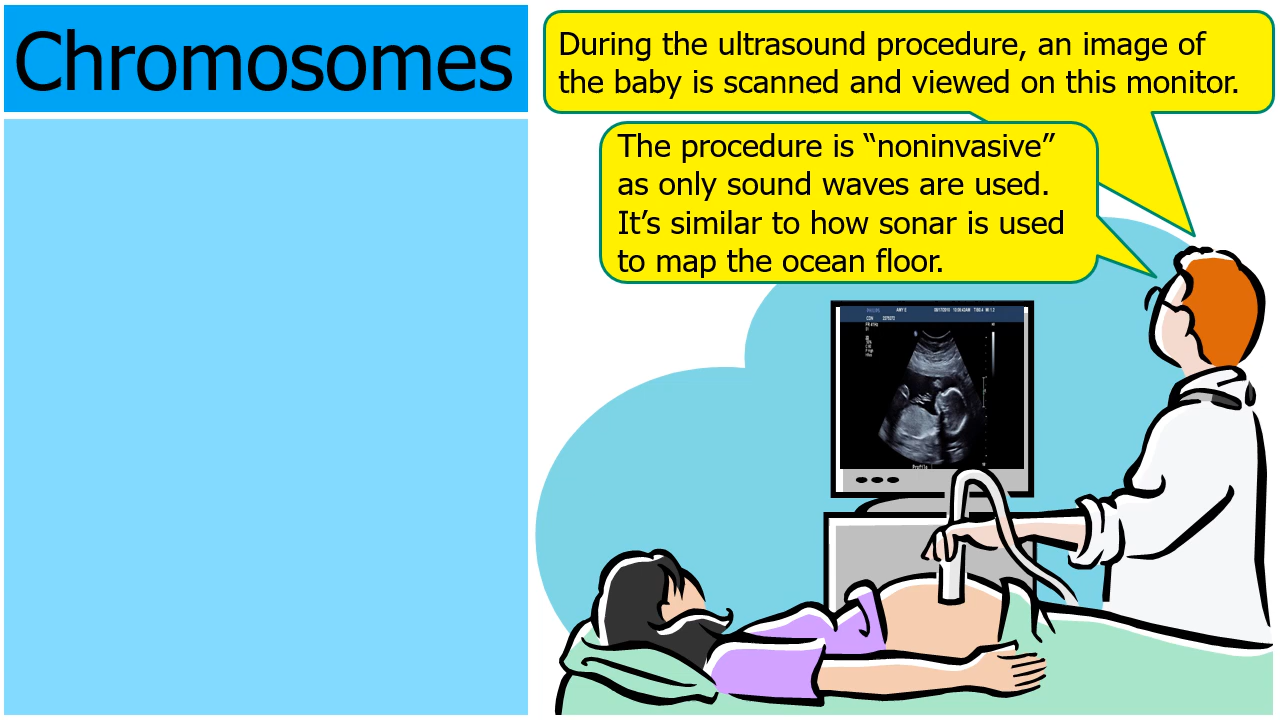 Chromosomes
During the ultrasound procedure, an image of
the baby is scanned and viewed on this monitor.
The procedure is “noninvasive”
as only sound waves are used.
It’s similar to how sonar is used
to map the ocean floor.
PHILIPS
Profile